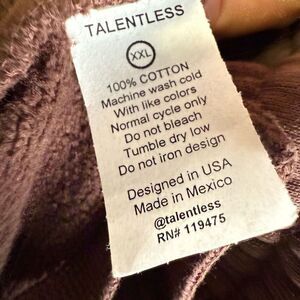 TALENTLESS
XXL
100% COTTON
Machine wash cold
With like colors
Normal cycle only
Do not bleach
Tumble dry low
Do not iron design
Designed in USA
Made in Mexico
@talentless
RN# 119475